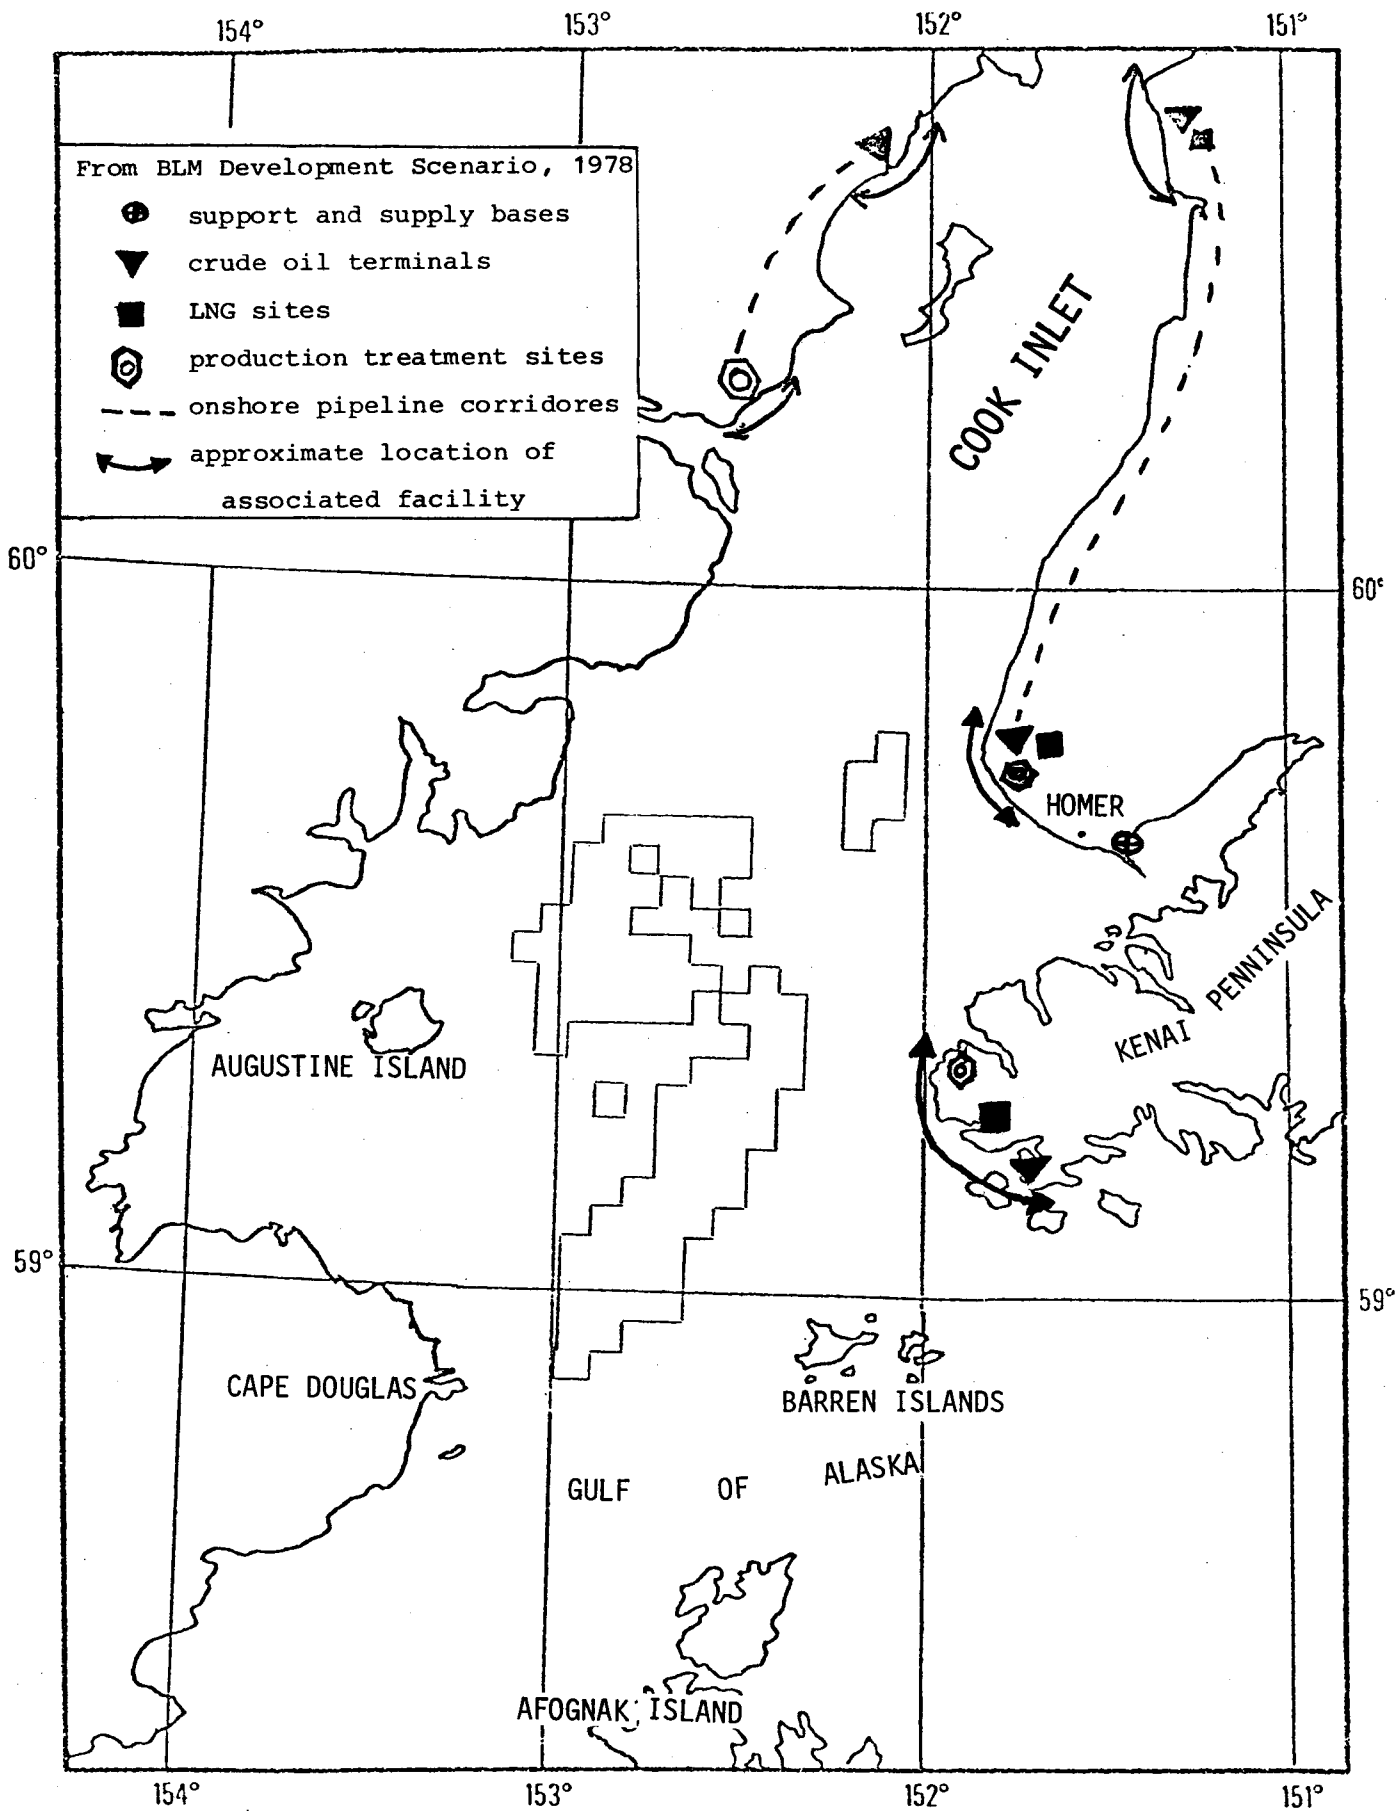 154° 153° 152° 151°
From BLM Development Scenario, 1978
support and supply bases
crude oil terminals
LNG sites
production treatment sites
onshore pipeline corridores
approximate location of
associated facility
COOK INLET
60° 60°
HOMER
KENAI PENNINSULA
AUGUSTINE ISLAND
59° 59°
CAPE DOUGLAS
BARREN ISLANDS
GULF OF ALASKA
AFOGNAK ISLAND
154° 153° 152° 151°